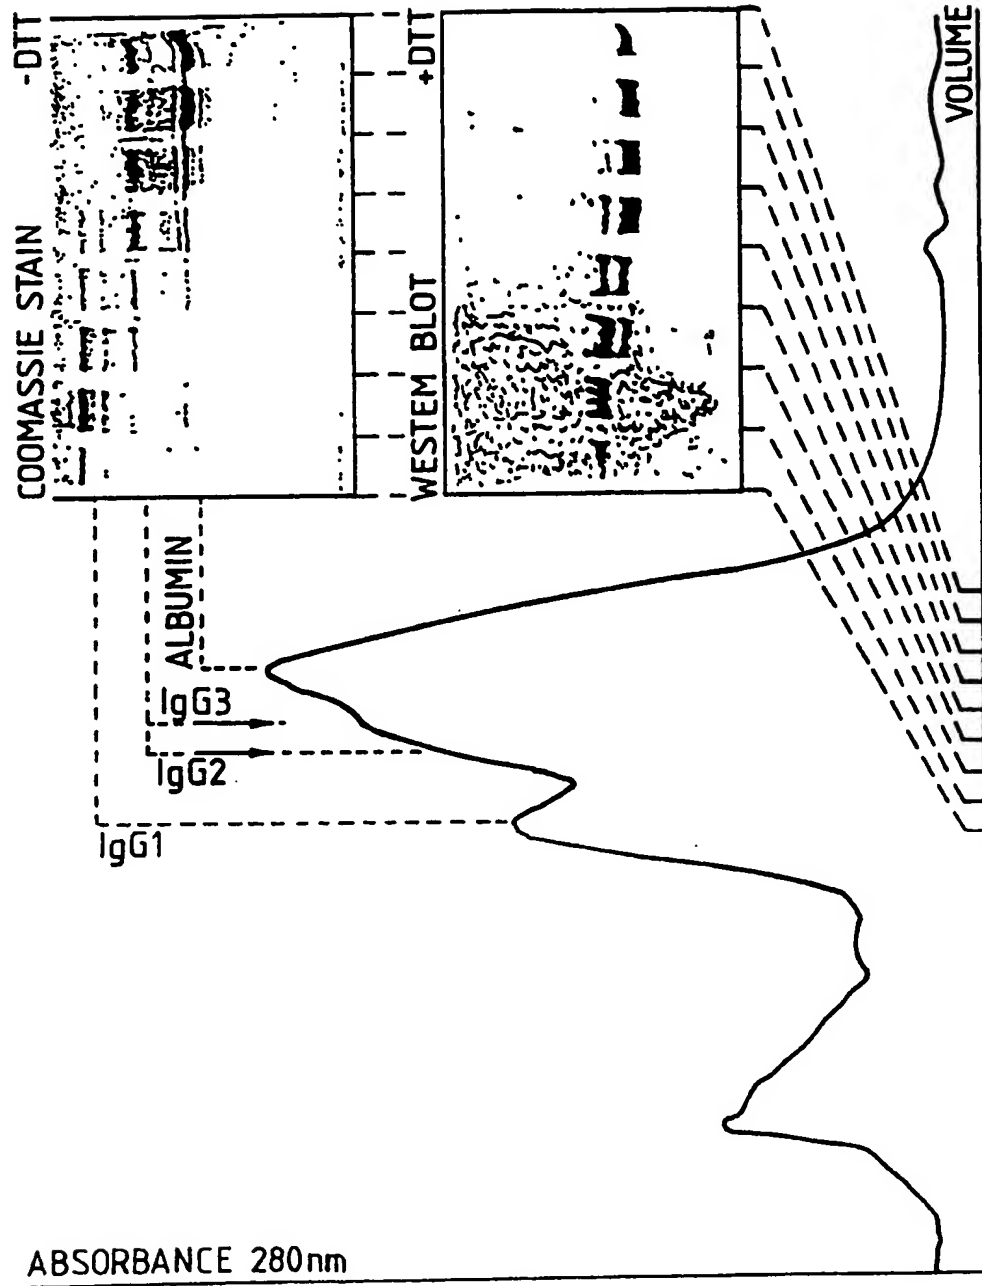 COOMASSIE STAIN
-DTT
WESTEM BLOT
+DTT
ALBUMIN
IgG3
IgG2
IgG1
VOLUME
ABSORBANCE 280nm